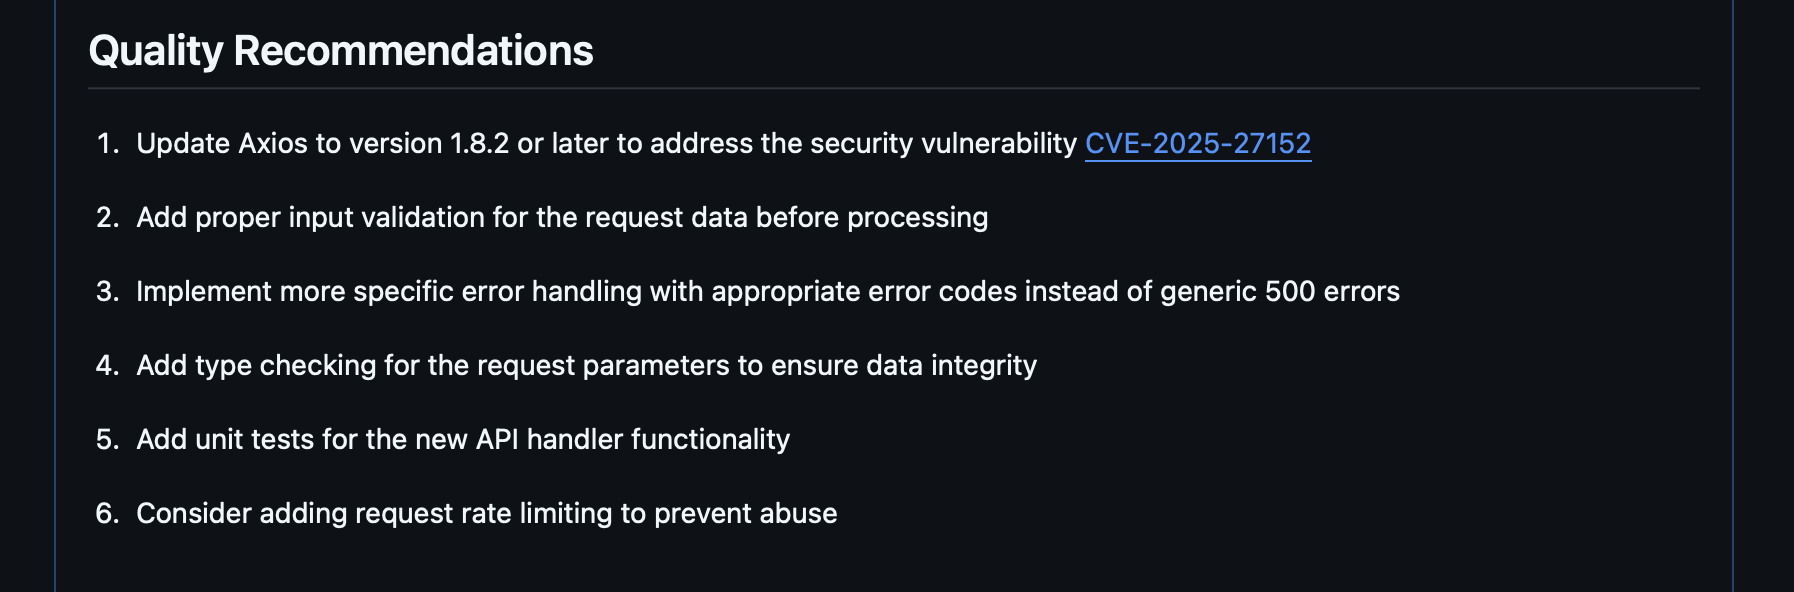 Quality Recommendations
1. Update Axios to version 1.8.2 or later to address the security vulnerability CVE-2025-27152
2. Add proper input validation for the request data before processing
3. Implement more specific error handling with appropriate error codes instead of generic 500 errors
4. Add type checking for the request parameters to ensure data integrity
5. Add unit tests for the new API handler functionality
6. Consider adding request rate limiting to prevent abuse